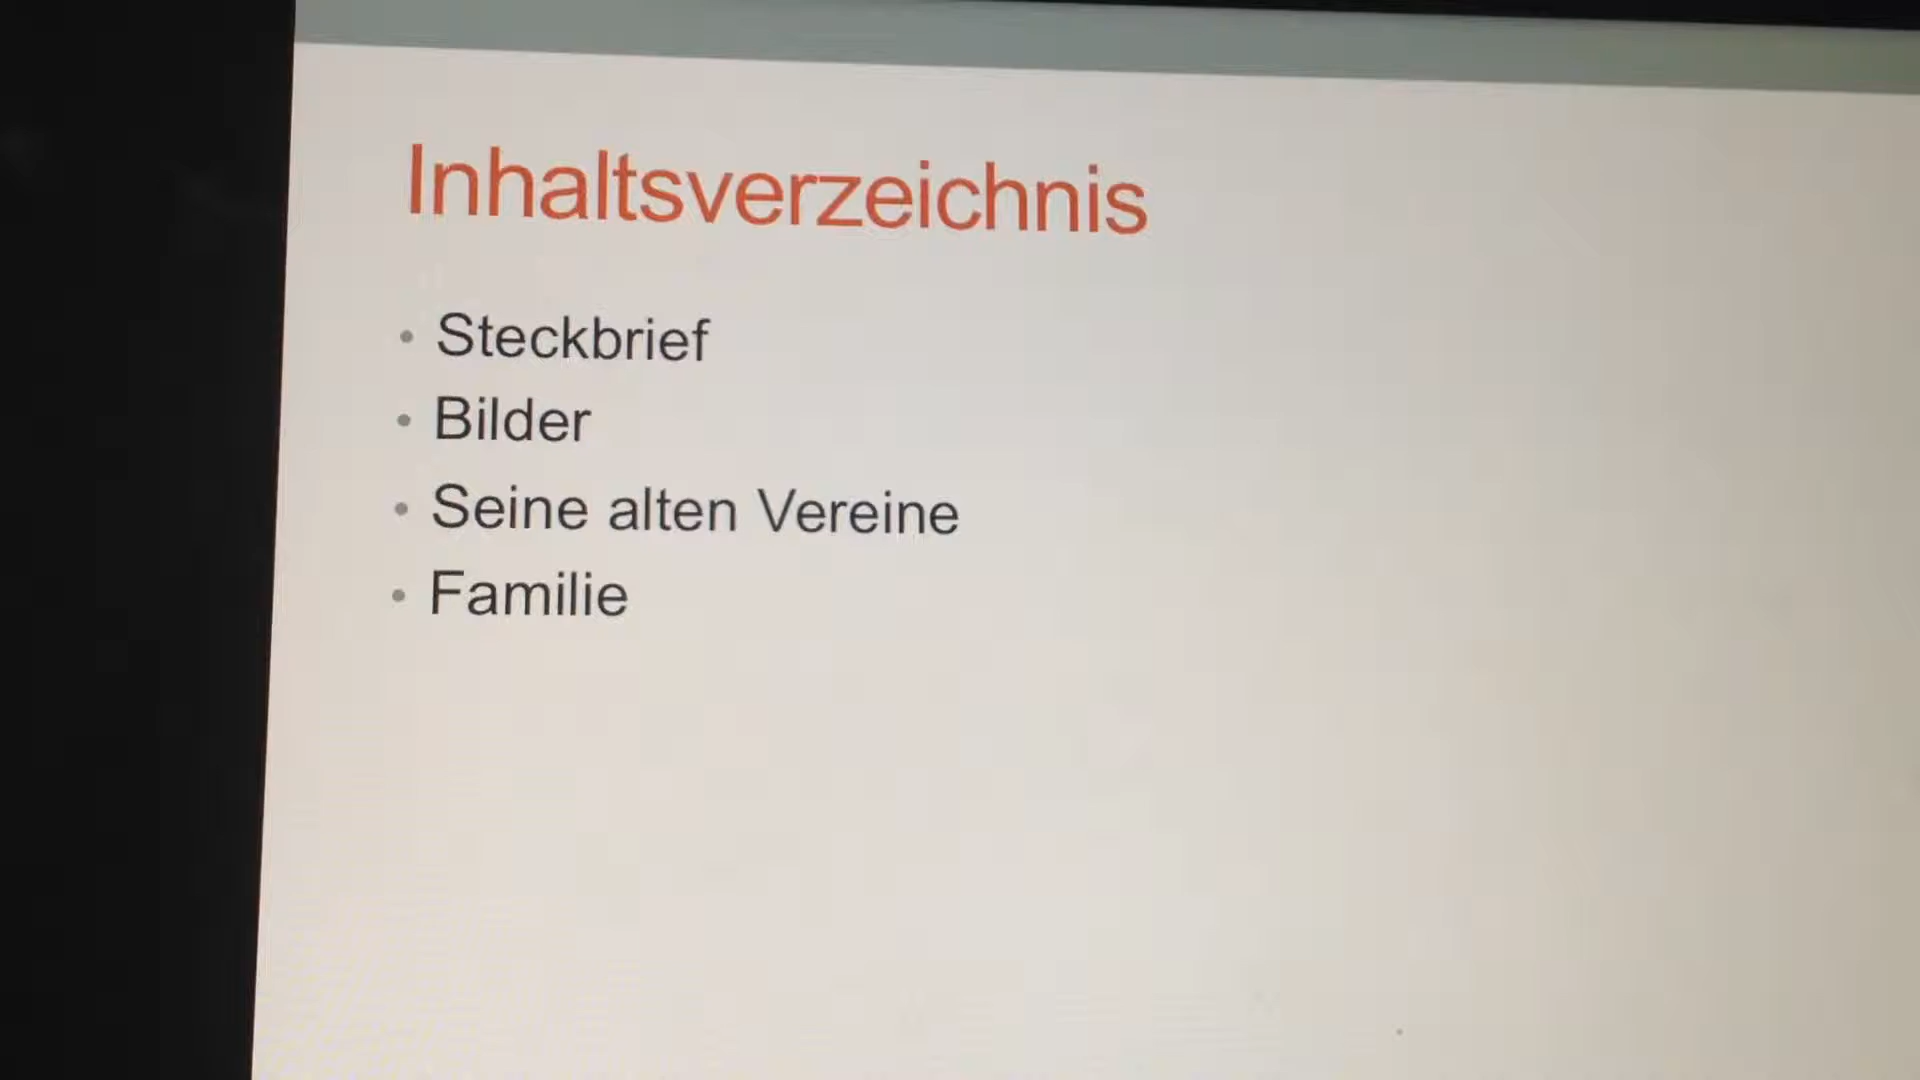 Inhaltsverzeichnis
• Steckbrief
• Bilder
• Seine alten Vereine
• Familie